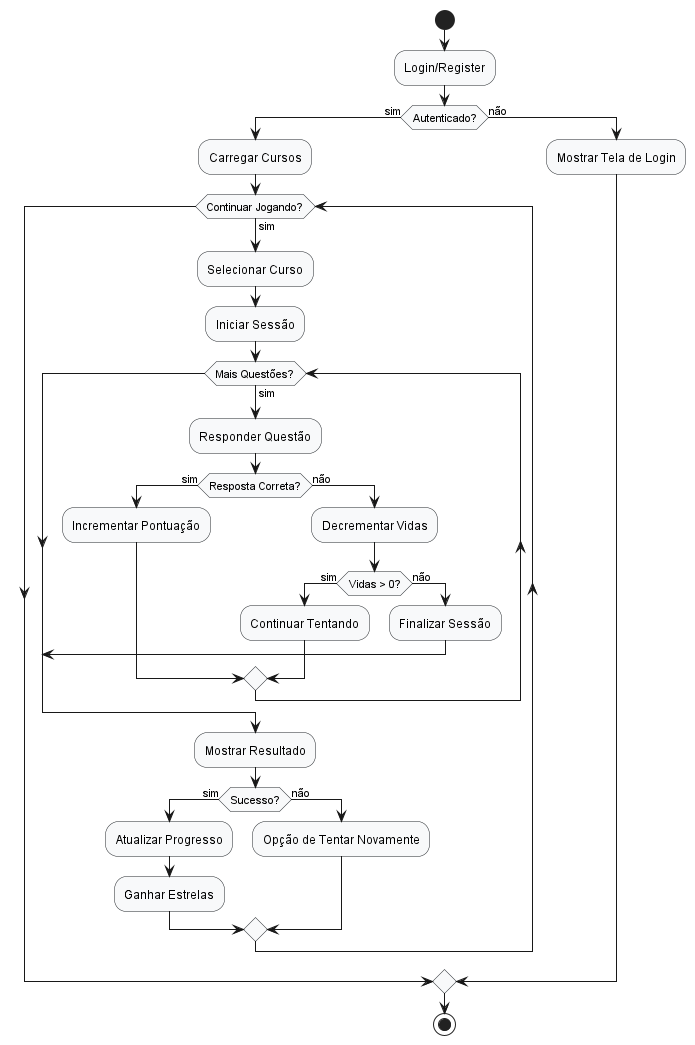 Login/Register
sim
Autenticado?
não
Carregar Cursos
Mostrar Tela de Login
Continuar Jogando?
sim
Selecionar Curso
Iniciar Sessão
Mais Questões?
sim
Responder Questão
sim
Resposta Correta?
não
Incrementar Pontuação
Decrementar Vidas
sim
Vidas > 0?
não
Continuar Tentando
Finalizar Sessão
Mostrar Resultado
sim
Sucesso?
não
Atualizar Progresso
Opção de Tentar Novamente
Ganhar Estrelas